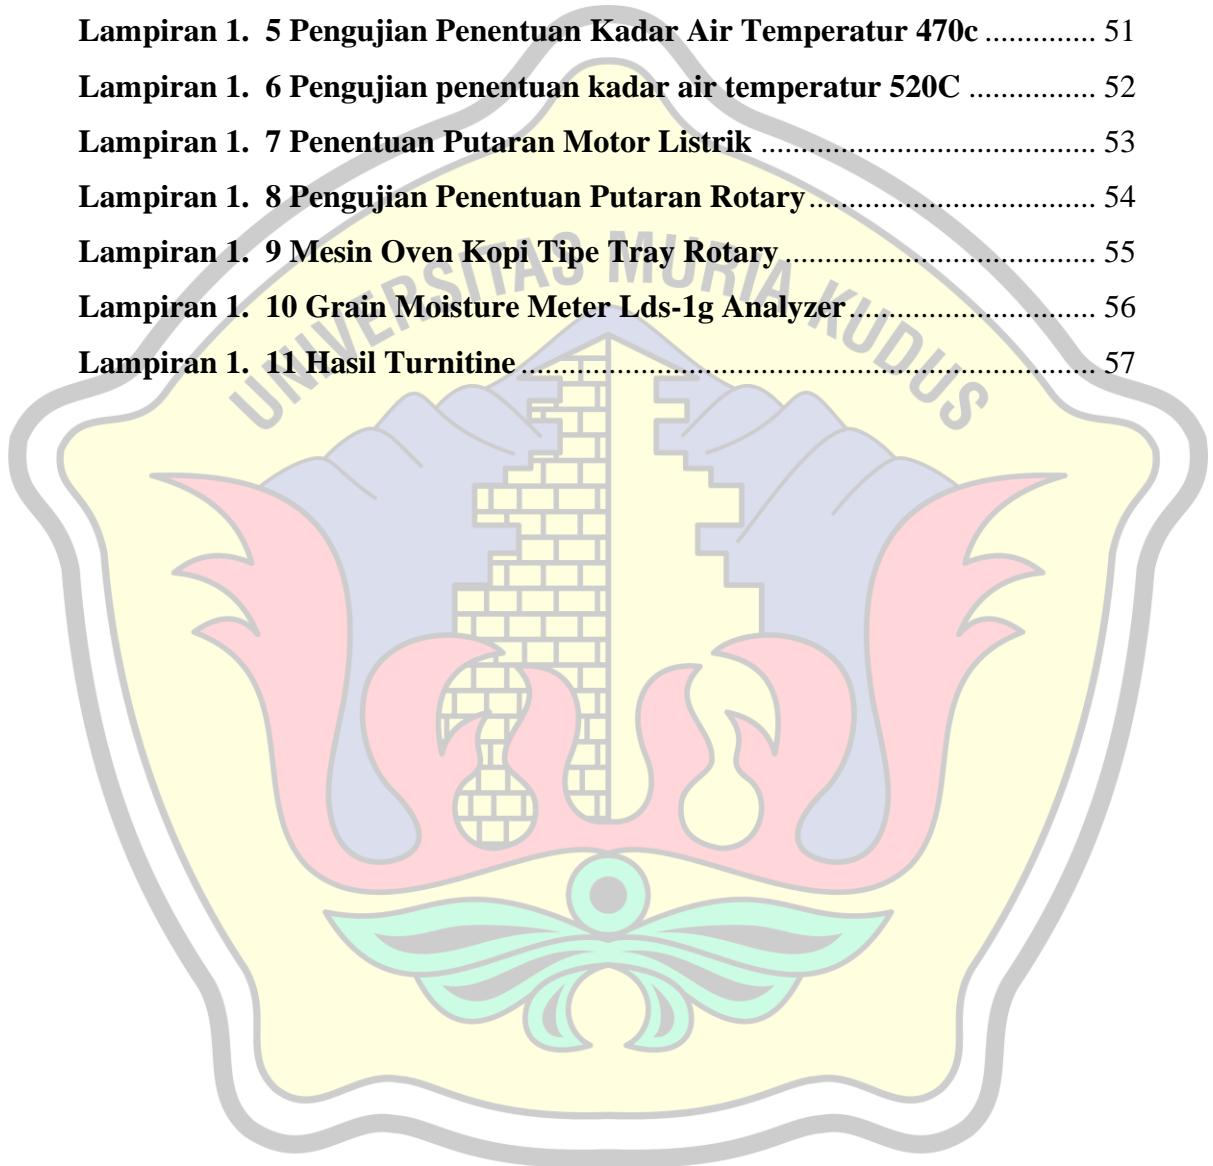 Lampiran 1. 5 Pengujian Penentuan Kadar Air Temperatur 470c .............. 51
Lampiran 1. 6 Pengujian penentuan kadar air temperatur 520C ................ 52
Lampiran 1. 7 Penentuan Putaran Motor Listrik .......................................... 53
Lampiran 1. 8 Pengujian Penentuan Putaran Rotary .................................... 54
Lampiran 1. 9 Mesin Oven Kopi Tipe Tray Rotary ....................................... 55
Lampiran 1. 10 Grain Moisture Meter Lds-1g Analyzer ............................... 56
Lampiran 1. 11 Hasil Turnitine ........................................................................ 57
UNIVERSITAS MURIA KUDUS